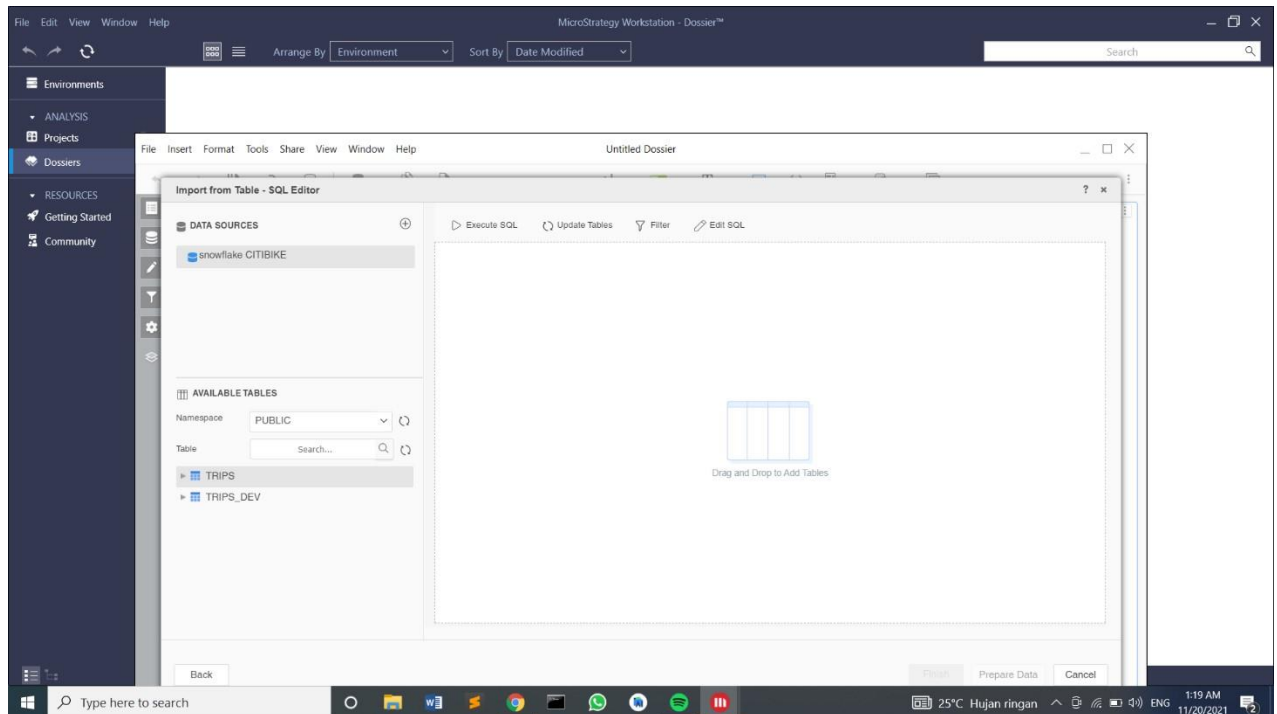 File Edit View Window Help
MicroStrategy Workstation - Dossier™
Arrange By Environment Sort By Date Modified
Search
Environments
ANALYSIS
Projects
Dossiers
RESOURCES
Getting Started
Community
File Insert Format Tools Share View Window Help
Untitled Dossier
Import from Table - SQL Editor
? ×
DATA SOURCES
Execute SQL Update Tables Filter Edit SQL
snowflake CITIBIKE
AVAILABLE TABLES
Namespace PUBLIC
Table Search...
TRIPS
TRIPS_DEV
Drag and Drop to Add Tables
Back
Finish Prepare Data Cancel
Type here to search
25°C Hujan ringan
ENG
1:19 AM
11/20/2021
2